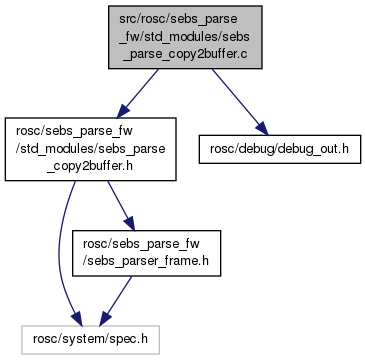 src/rosc/sebs_parse
_fw/std_modules/sebs
_parse_copy2buffer.c
rosc/sebs_parse_fw
/std_modules/sebs_parse
_copy2buffer.h
rosc/debug/debug_out.h
rosc/sebs_parse_fw
/sebs_parser_frame.h
rosc/system/spec.h